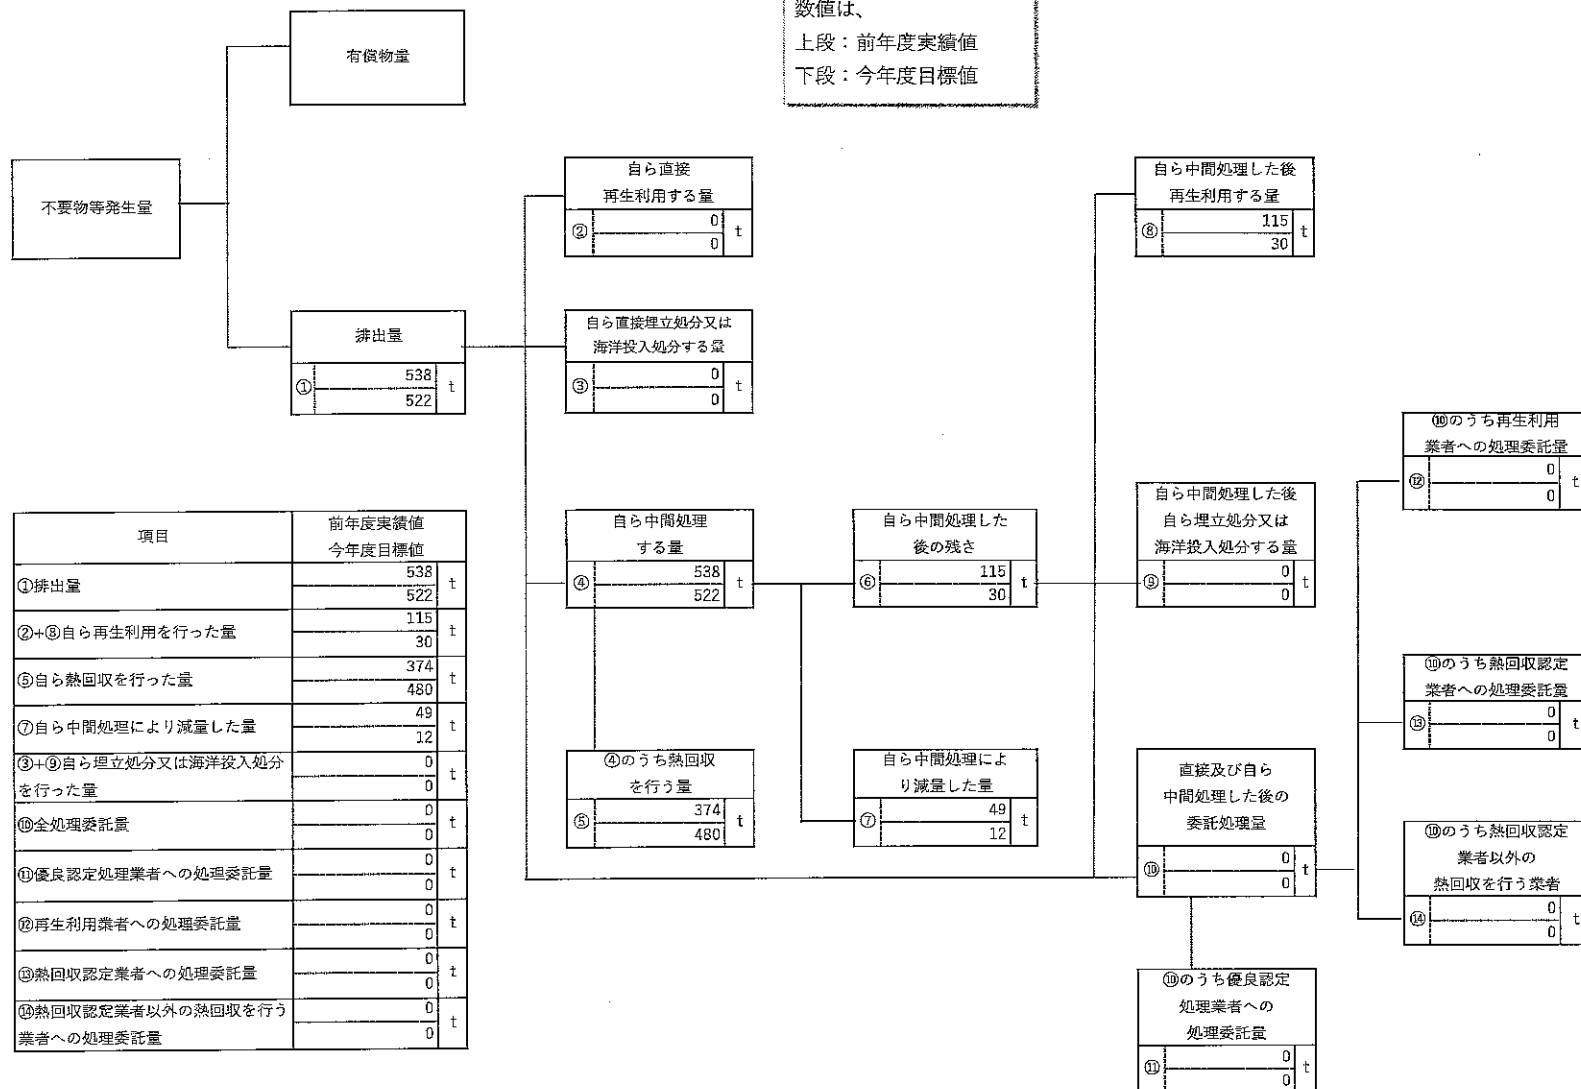 数値は、
上段：前年度実績値
下段：今年度目標値
有償物量
不要物等発生量
排出量
① 538 t
522
自ら直接
再生利用する量
② 0 t
0
自ら直接埋立処分又は
海洋投入処分する量
③ 0 t
0
自ら中間処理
する量
④ 538 t
522
④のうち熱回収
を行う量
⑤ 374 t
480
自ら中間処理した
後の残さ
⑥ 115 t
30
自ら中間処理によ
り減量した量
⑦ 49 t
12
自ら中間処理した後
再生利用する量
⑧ 115 t
30
自ら中間処理した後
自ら埋立処分又は
海洋投入処分する量
⑨ 0 t
0
直接及び自ら
中間処理した後の
委託処理量
⑩ 0 t
0
⑩のうち優良認定
処理業者への
処理委託量
⑪ 0 t
0
⑩のうち再生利用
業者への処理委託量
⑫ 0 t
0
⑩のうち熱回収認定
業者への処理委託量
⑬ 0 t
0
⑩のうち熱回収認定
業者以外の
熱回収を行う業者
⑭ 0 t
0
項目 前年度実績値
今年度目標値
①排出量 538 t
522
②+⑧自ら再生利用を行った量 115 t
30
⑤自ら熱回収を行った量 374 t
480
⑦自ら中間処理により減量した量 49 t
12
③+⑨自ら埋立処分又は海洋投入処分 0 t
を行った量 0
⑩全処理委託量 0 t
0
⑪優良認定処理業者への処理委託量 0 t
0
⑫再生利用業者への処理委託量 0 t
0
⑬熱回収認定業者への処理委託量 0 t
0
⑭熱回収認定業者以外の熱回収を行う 0 t
業者への処理委託量 0